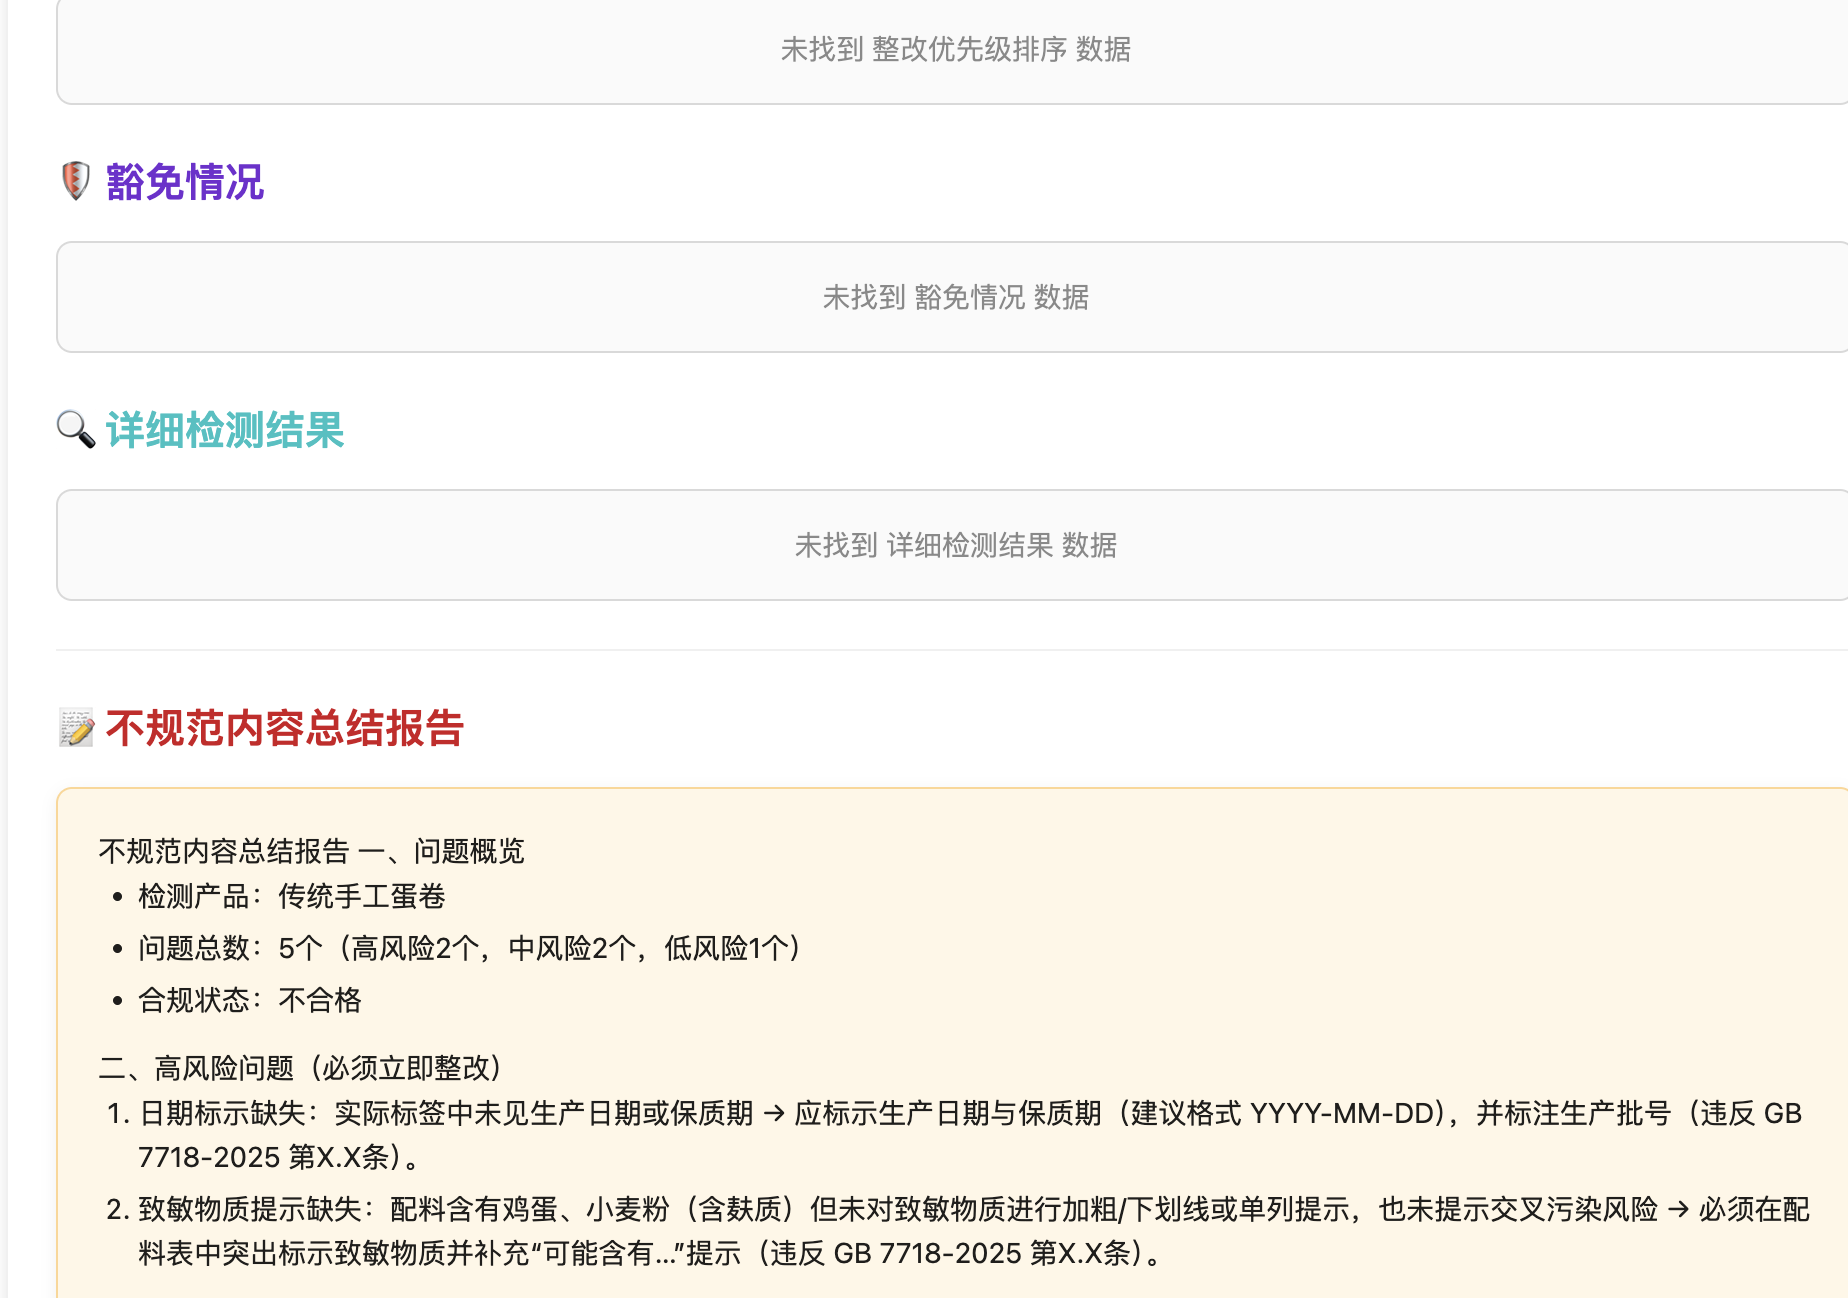 未找到 整改优先级排序 数据
豁免情况
未找到 豁免情况 数据
详细检测结果
未找到 详细检测结果 数据
不规范内容总结报告
不规范内容总结报告 一、问题概览
• 检测产品：传统手工蛋卷
• 问题总数：5个（高风险2个，中风险2个，低风险1个）
• 合规状态：不合格
二、高风险问题（必须立即整改）
1. 日期标示缺失：实际标签中未见生产日期或保质期 → 应标示生产日期与保质期（建议格式 YYYY-MM-DD），并标注生产批号（违反 GB
7718-2025 第X.X条）。
2. 致敏物质提示缺失：配料含有鸡蛋、小麦粉（含麸质）但未对致敏物质进行加粗/下划线或单列提示，也未提示交叉污染风险 → 必须在配
料表中突出标示致敏物质并补充“可能含有…”提示（违反 GB 7718-2025 第X.X条）。